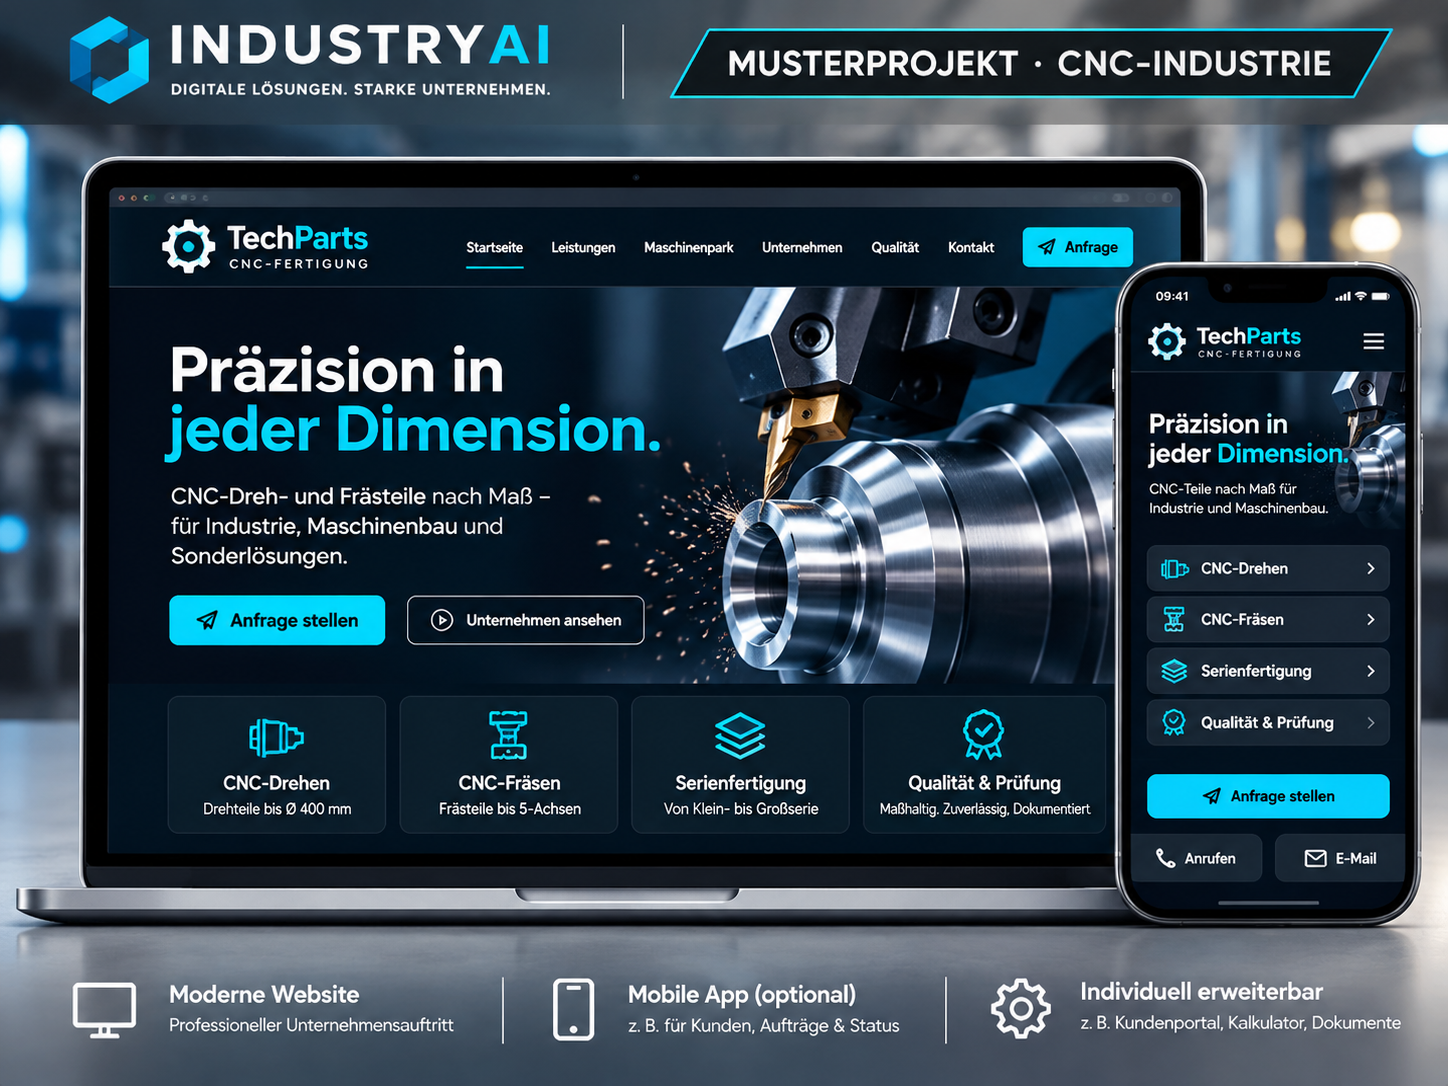 INDUSTRYAI
DIGITALE LÖSUNGEN. STARKE UNTERNEHMEN.
MUSTERPROJEKT · CNC-INDUSTRIE
TechParts
CNC-FERTIGUNG
Startseite
Leistungen
Maschinenpark
Unternehmen
Qualität
Kontakt
Anfrage
Präzision in
jeder Dimension.
CNC-Dreh- und Frästeile nach Maß –
für Industrie, Maschinenbau und
Sonderlösungen.
Anfrage stellen
Unternehmen ansehen
CNC-Drehen
Drehteile bis Ø 400 mm
CNC-Fräsen
Frästeile bis 5-Achsen
Serienfertigung
Von Klein- bis Großserie
Qualität & Prüfung
Maßhaltig, Zuverlässig, Dokumentiert
09:41
TechParts
CNC-FERTIGUNG
Präzision in
jeder Dimension.
CNC-Teile nach Maß für
Industrie und Maschinenbau.
CNC-Drehen
CNC-Fräsen
Serienfertigung
Qualität & Prüfung
Anfrage stellen
Anrufen
E-Mail
Moderne Website
Professioneller Unternehmensauftritt
Mobile App (optional)
z. B. für Kunden, Aufträge & Status
Individuell erweiterbar
z. B. Kundenportal, Kalkulator, Dokumente